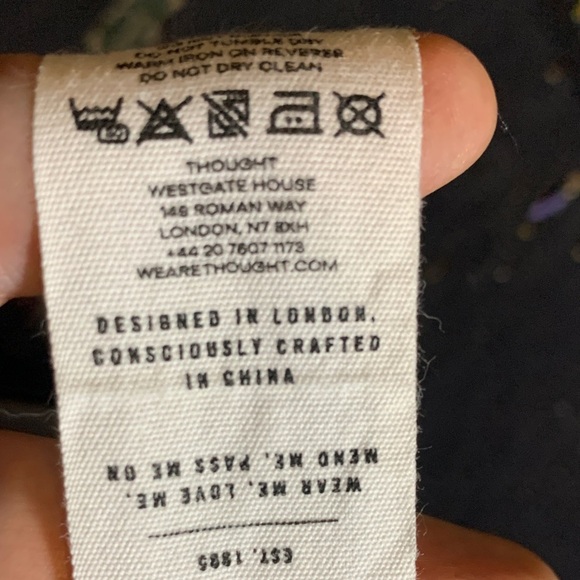 DO NOT TUMBLE DRY
WARM IRON ON REVERSE
DO NOT DRY CLEAN
30
THOUGHT
WESTGATE HOUSE
149 ROMAN WAY
LONDON, N7 8XH
+44 20 7607 1173
WEARETHOUGHT.COM
DESIGNED IN LONDON.
CONSCIOUSLY CRAFTED
IN CHINA
EST. 1995
WEAR ME, LOVE ME,
MEND ME, PASS ME ON